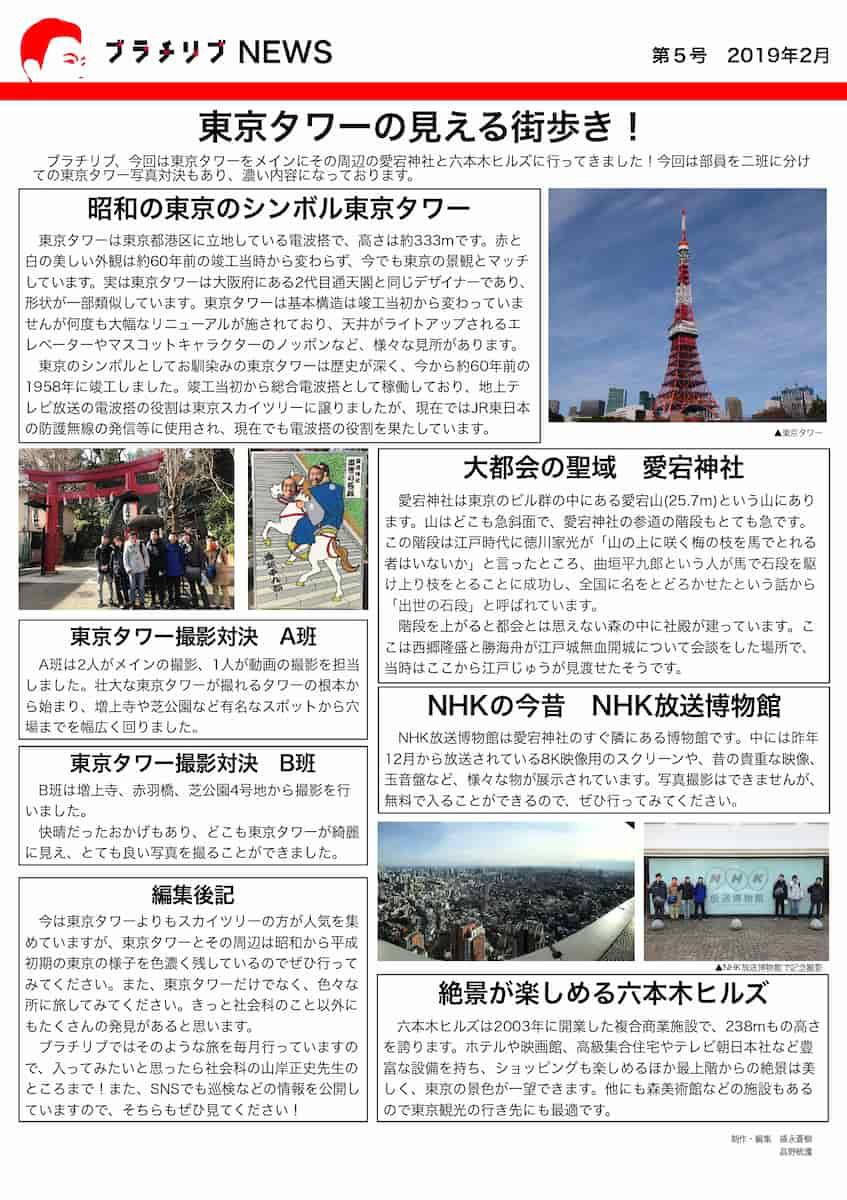 ブラチリブ NEWS
第5号 2019年2月
東京タワーの見える街歩き！
ブラチリブ、今回は東京タワーをメインにその周辺の愛宕神社と六本木ヒルズに行ってきました！今回は部員を二班に分け
ての東京タワー写真対決もあり、濃い内容になっております。
昭和の東京のシンボル東京タワー
東京タワーは東京都港区に立地している電波塔で、高さは約333mです。赤と
白の美しい外観は約60年前の竣工当時から変わらず、今でも東京の景観とマッチ
しています。実は東京タワーは大阪府にある2代目通天閣と同じデザイナーであり、
形状が一部類似しています。東京タワーは基本構造は竣工当初から変わっていま
せんが何度も大幅なリニューアルが施されており、天井がライトアップされるエ
レベーターやマスコットキャラクターのノッポンなど、様々な見所があります。
東京のシンボルとしてお馴染みの東京タワーは歴史が深く、今から約60年前の
1958年に竣工しました。竣工当初から総合電波塔として稼働しており、地上テ
レビ放送の電波塔の役割は東京スカイツリーに譲りましたが、現在ではJR東日本
の防護無線の発信等に使用され、現在でも電波塔の役割を果たしています。
▲東京タワー
大都会の聖域 愛宕神社
愛宕神社は東京のビル群の中にある愛宕山(25.7m)という山にあり
ます。山はどこも急斜面で、愛宕神社の参道の階段もとても急です。
この階段は江戸時代に徳川家光が「山の上に咲く梅の枝を馬でとれる
者はいないか」と言ったところ、曲垣平九郎という人が馬で石段を駆
け上り枝をとることに成功し、全国に名をとどろかせたという話から
「出世の石段」と呼ばれています。
階段を上がると都会とは思えない森の中に社殿が建っています。こ
こは西郷隆盛と勝海舟が江戸城無血開城について会談をした場所で、
当時はここから江戸じゅうが見渡せたそうです。
東京タワー撮影対決 A班
A班は2人がメインの撮影、1人が動画の撮影を担当
しました。壮大な東京タワーが撮れるタワーの根本か
ら始まり、増上寺や芝公園など有名なスポットから穴
場までを幅広く回りました。
東京タワー撮影対決 B班
B班は増上寺、赤羽橋、芝公園4号地から撮影を行
いました。
快晴だったおかげもあり、どこも東京タワーが綺麗
に見え、とても良い写真を撮ることができました。
NHKの今昔 NHK放送博物館
NHK放送博物館は愛宕神社のすぐ隣にある博物館です。中には昨年
12月から放送されている8K映像用のスクリーンや、昔の貴重な映像、
玉音盤など、様々な物が展示されています。写真撮影はできませんが、
無料で入ることができるので、ぜひ行ってみてください。
NHK
放送博物館
▲NHK放送博物館で記念撮影
編集後記
今は東京タワーよりもスカイツリーの方が人気を集
めていますが、東京タワーとその周辺は昭和から平成
初期の東京の様子を色濃く残しているのでぜひ行って
みてください。また、東京タワーだけでなく、色々な
所に旅してみてください。きっと社会科のこと以外に
もたくさんの発見があると思います。
ブラチリブではそのような旅を毎月行っていますの
で、入ってみたいと思ったら社会科の山岸正史先生の
ところまで！また、SNSでも巡検などの情報を公開し
ていますので、そちらもぜひ見てください！
絶景が楽しめる六本木ヒルズ
六本木ヒルズは2003年に開業した複合商業施設で、238mもの高さ
を誇ります。ホテルや映画館、高級集合住宅やテレビ朝日本社など豊
富な設備を持ち、ショッピングも楽しめるほか最上階からの絶景は美
しく、東京の景色が一望できます。他にも森美術館などの施設もある
ので東京観光の行き先にも最適です。
制作・編集